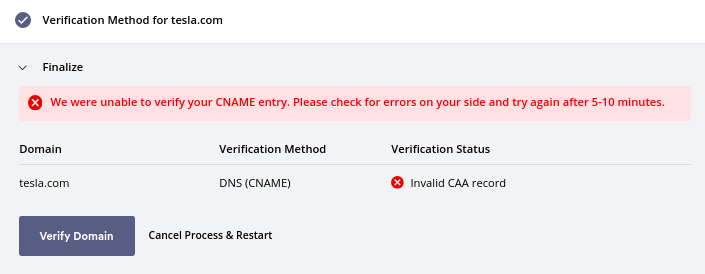 Verification Method for tesla.com
Finalize
We were unable to verify your CNAME entry. Please check for errors on your side and try again after 5-10 minutes.
Domain Verification Method Verification Status
tesla.com DNS (CNAME) Invalid CAA record
Verify Domain Cancel Process & Restart